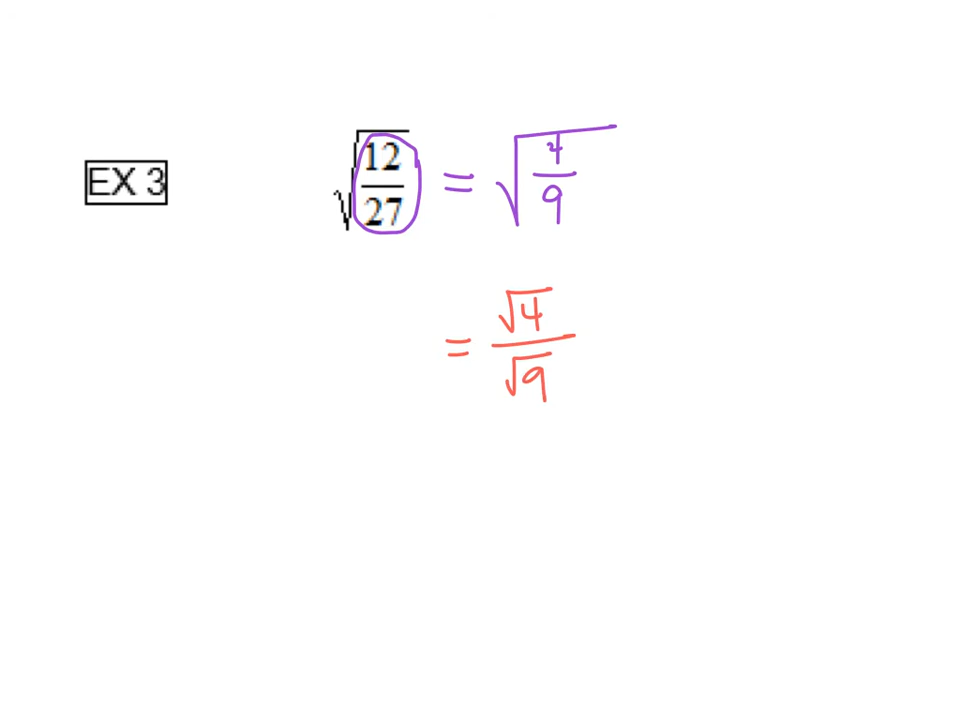 EX 3
√(12/27) = √(4/9)
= √4/√9